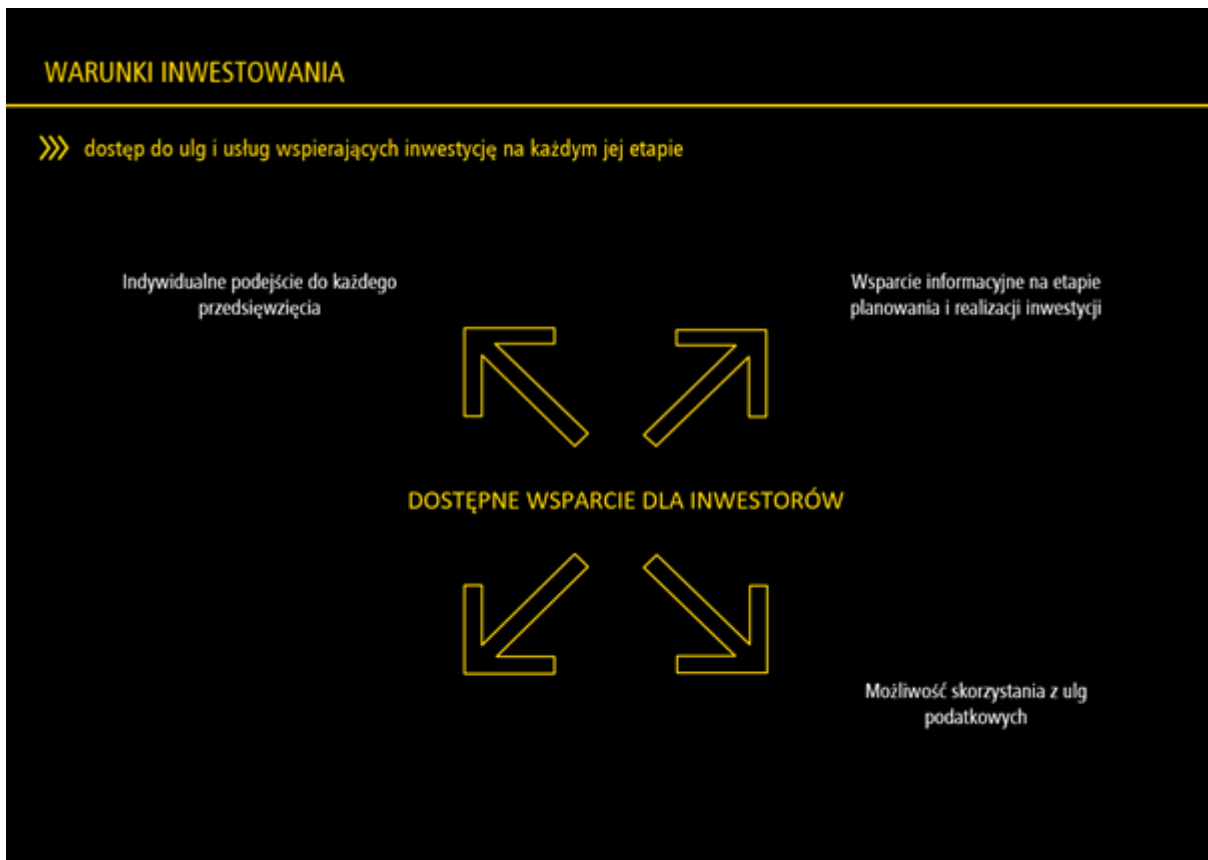 WARUNKI INWESTOWANIA
dostęp do ulg i usług wspierających inwestycję na każdym jej etapie
Indywidualne podejście do każdego
przedsięwzięcia
Wsparcie informacyjne na etapie
planowania i realizacji inwestycji
DOSTĘPNE WSPARCIE DLA INWESTORÓW
Możliwość skorzystania z ulg
podatkowych